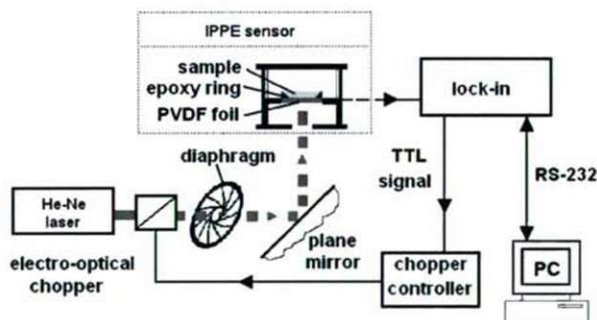 IPPE sensor
sample
epoxy ring
PVDF foil
lock-in
diaphragm
TTL
signal
RS-232
He-Ne
laser
plane
mirror
electro-optical
chopper
chopper
controller
PC